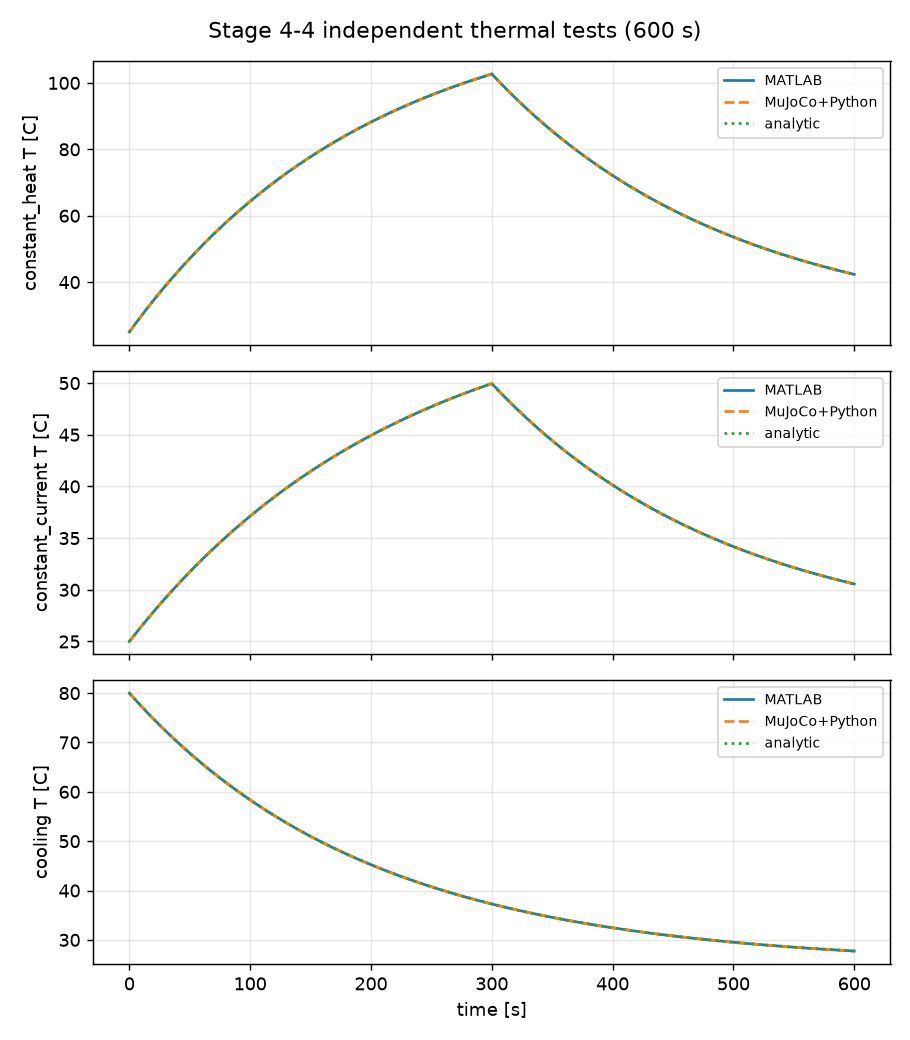 Stage 4-4 independent thermal tests (600 s)
constant_heat T [C]
100
80
60
40
MATLAB
MuJoCo+Python
analytic
constant_current T [C]
50
45
40
35
30
25
MATLAB
MuJoCo+Python
analytic
cooling T [C]
80
70
60
50
40
30
MATLAB
MuJoCo+Python
analytic
0 100 200 300 400 500 600
time [s]